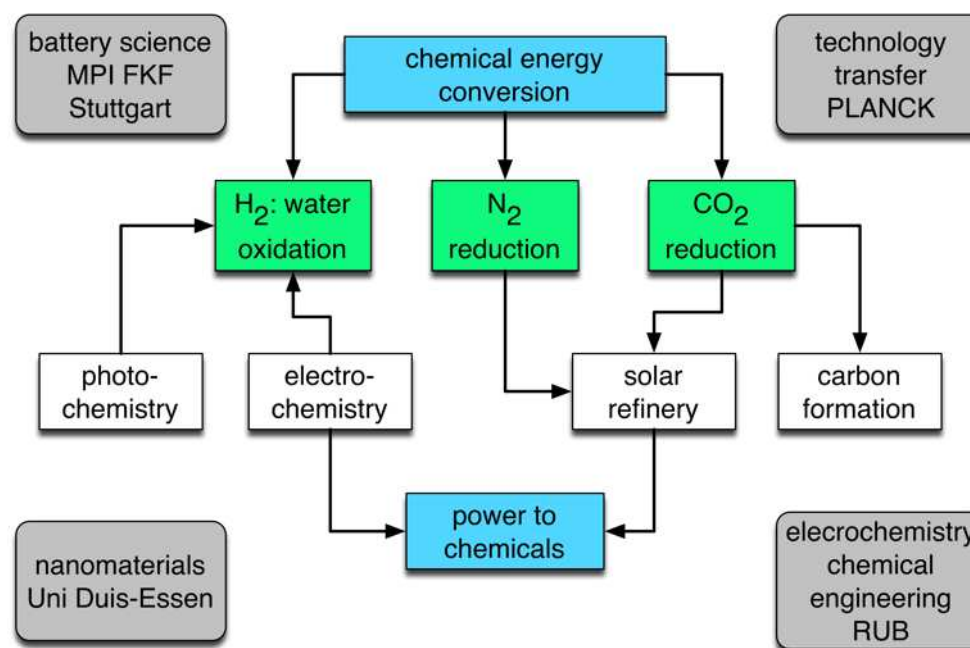 battery science
MPI FKF
Stuttgart
chemical energy
conversion
technology
transfer
PLANCK
H₂: water
oxidation
N₂
reduction
CO₂
reduction
photo-
chemistry
electro-
chemistry
solar
refinery
carbon
formation
nanomaterials
Uni Duis-Essen
power to
chemicals
elecrochemistry
chemical
engineering
RUB